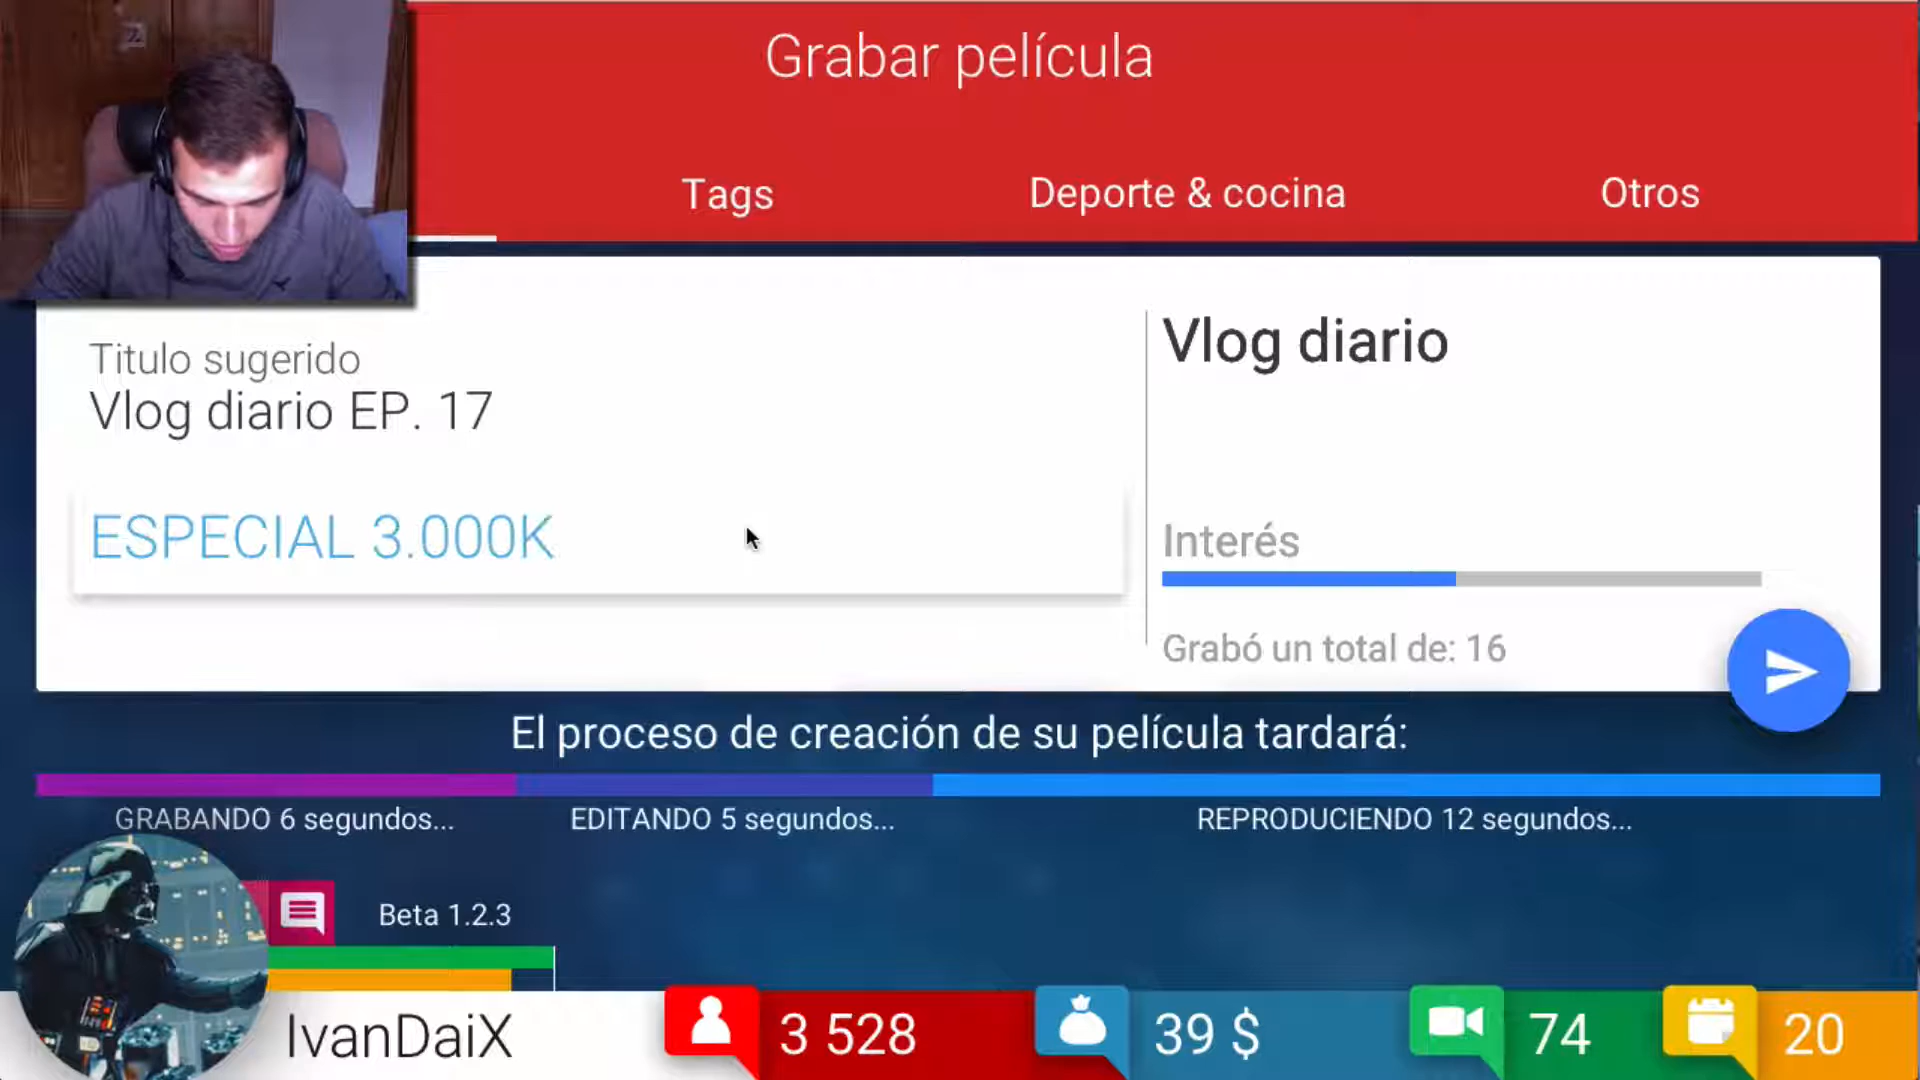 Grabar película
Tags
Deporte & cocina
Otros
Titulo sugerido
Vlog diario EP. 17
ESPECIAL 3.000K
Vlog diario
Interés
Grabó un total de: 16
El proceso de creación de su película tardará:
GRABANDO 6 segundos...
EDITANDO 5 segundos...
REPRODUCIENDO 12 segundos...
Beta 1.2.3
IvanDaiX
3 528
39 $
74
20